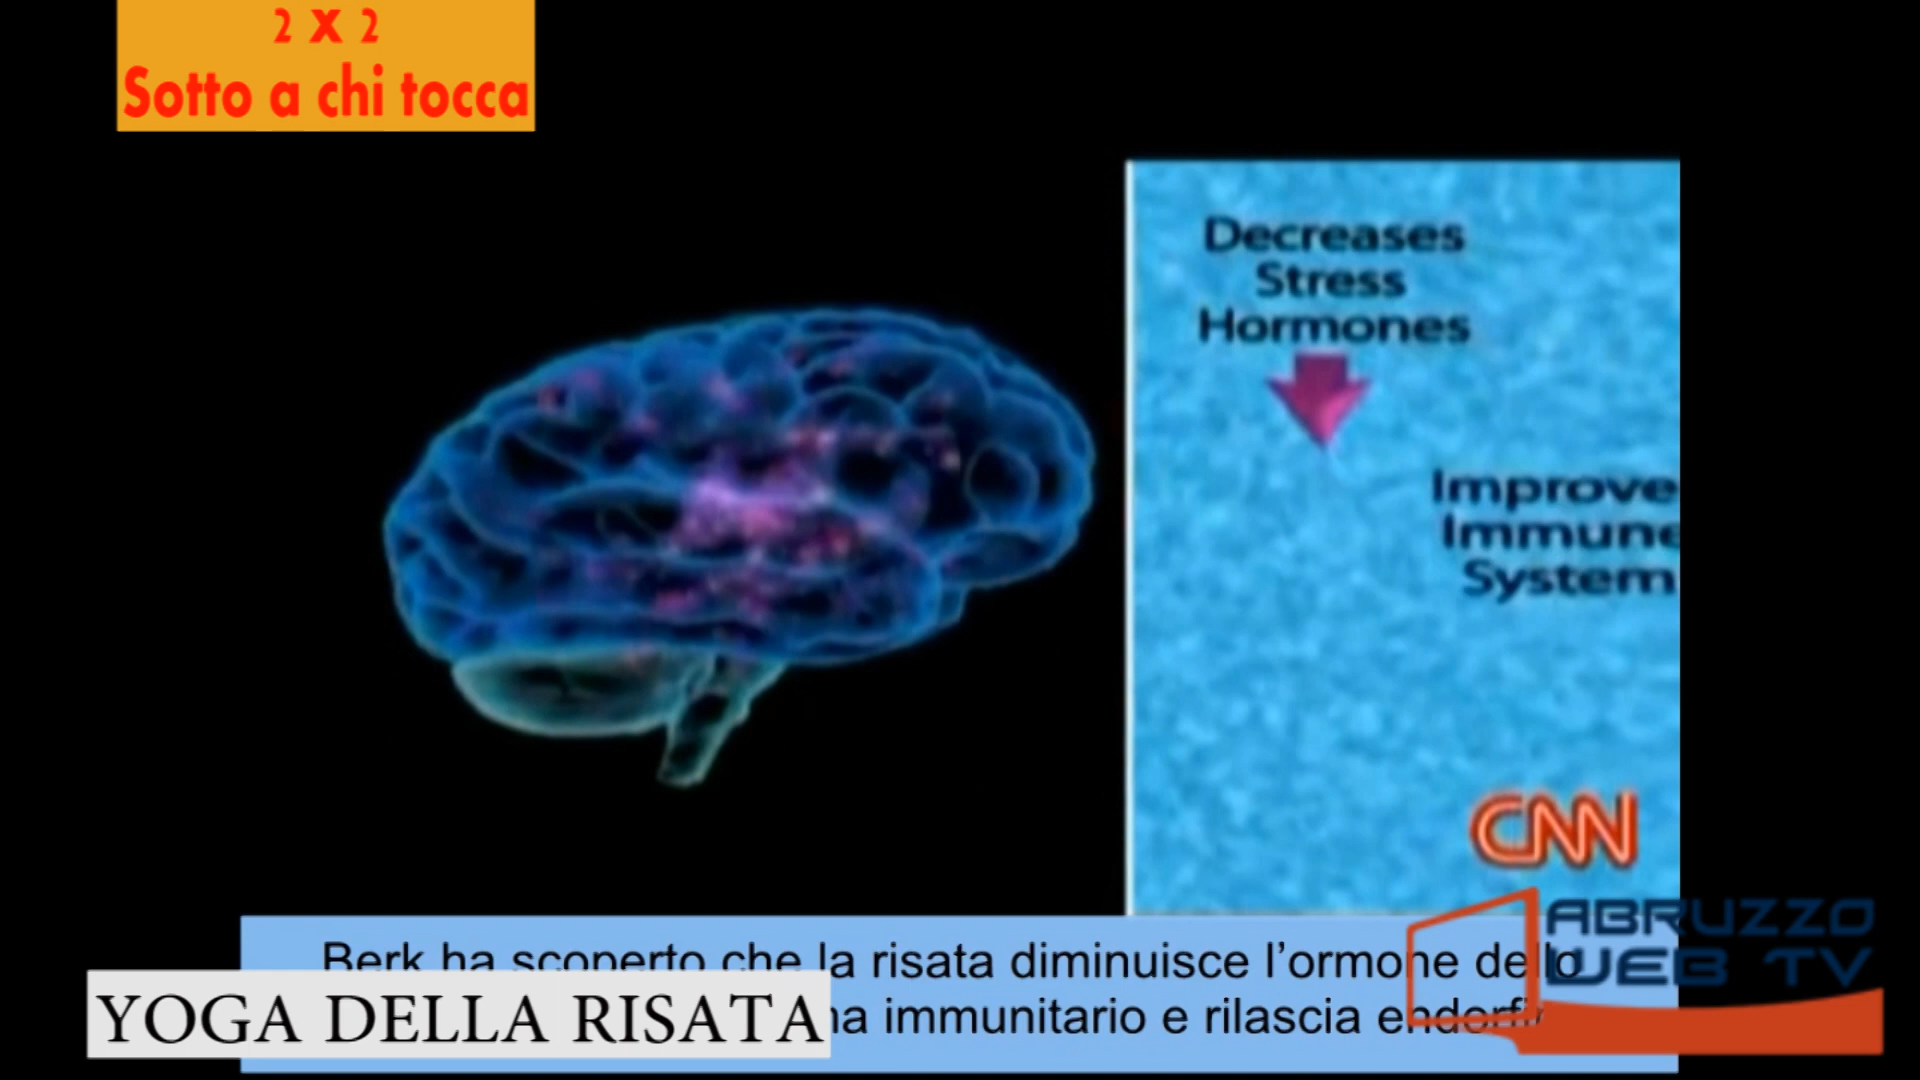 2 x 2
Sotto a chi tocca
Decreases
Stress
Hormones
Improve
Immune
System
CNN
Berk ha scoperto che la risata diminuisce l'ormone dello
immunitario e rilascia
YOGA DELLA RISATA
ABRUZZO
WEB TV